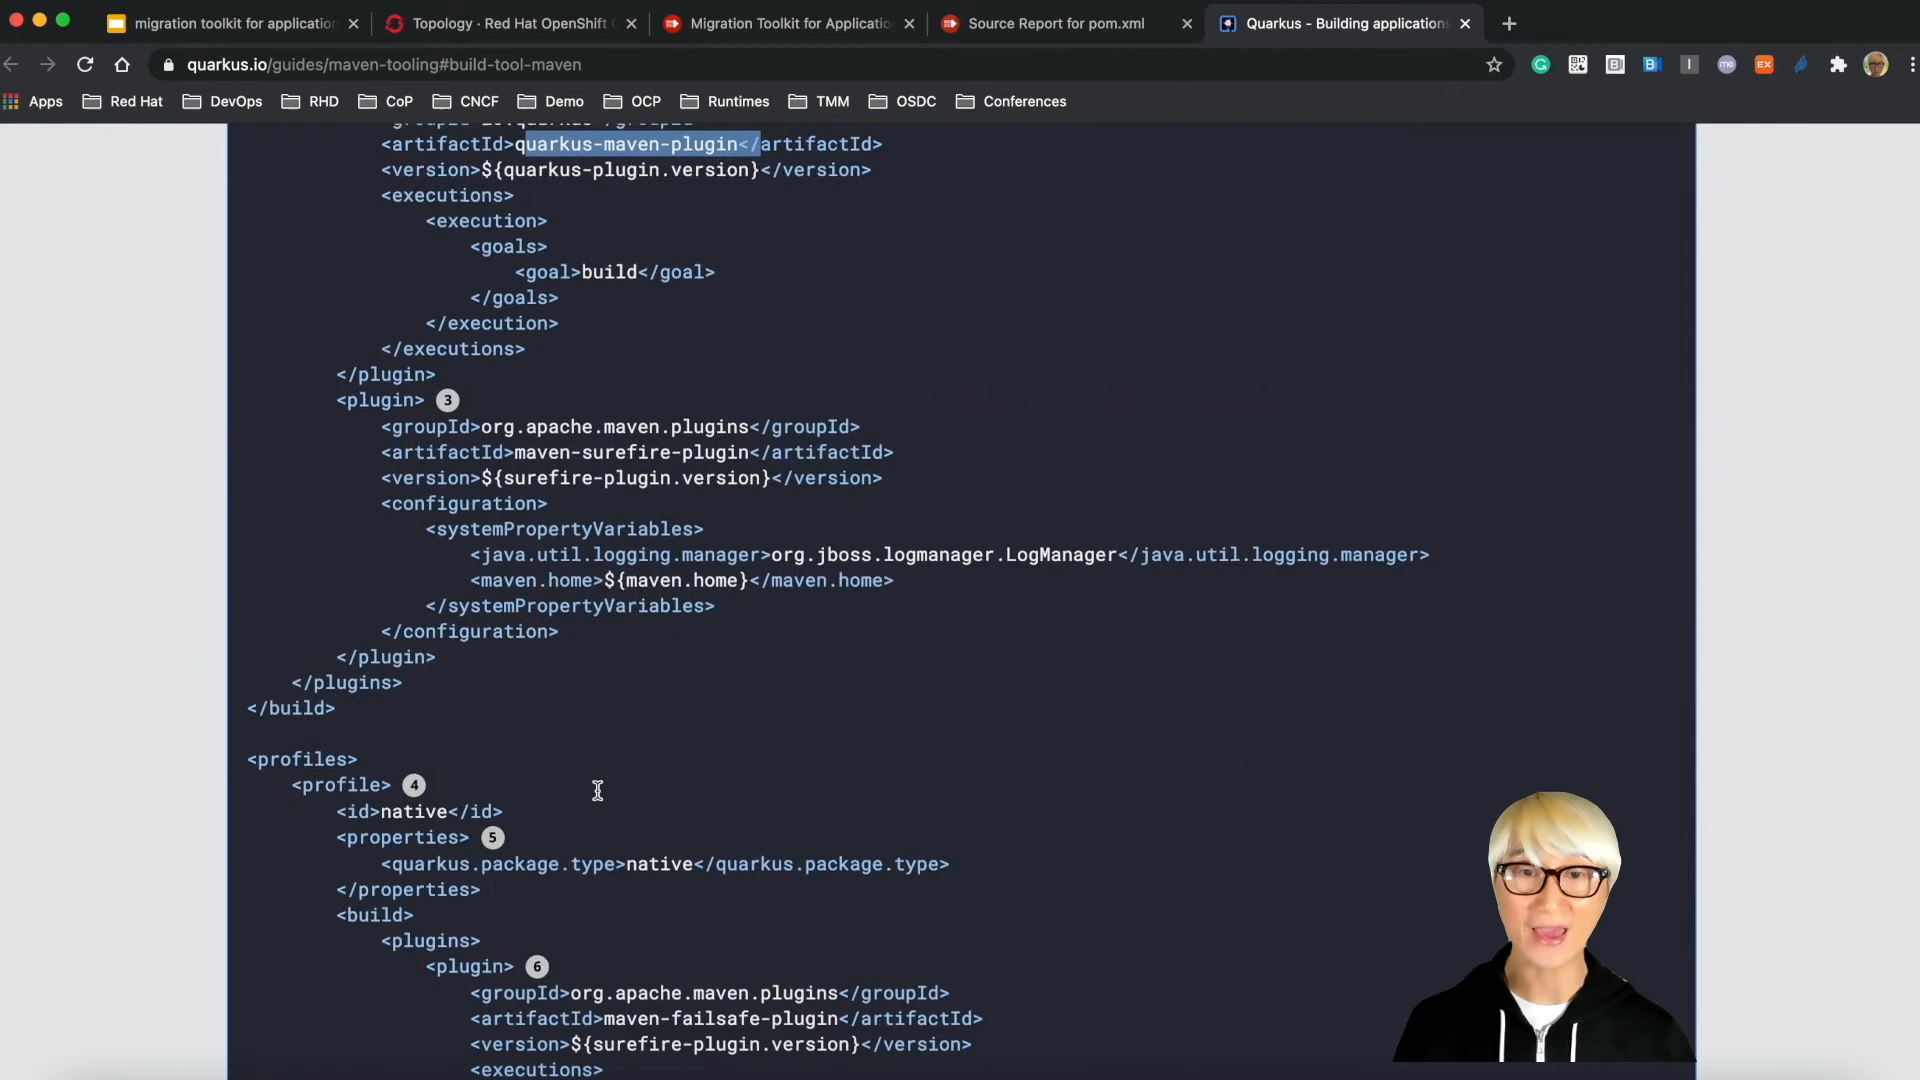 migration toolkit for application
Topology · Red Hat OpenShift C
Migration Toolkit for Applicatio
Source Report for pom.xml
Quarkus - Building applications
quarkus.io/guides/maven-tooling#build-tool-maven
Apps
Red Hat
DevOps
RHD
CoP
CNCF
Demo
OCP
Runtimes
TMM
OSDC
Conferences
<artifactId>quarkus-maven-plugin</artifactId>
<version>${quarkus-plugin.version}</version>
<executions>
<execution>
<goals>
<goal>build</goal>
</goals>
</execution>
</executions>
</plugin>
<plugin> 3
<groupId>org.apache.maven.plugins</groupId>
<artifactId>maven-surefire-plugin</artifactId>
<version>${surefire-plugin.version}</version>
<configuration>
<systemPropertyVariables>
<java.util.logging.manager>org.jboss.logmanager.LogManager</java.util.logging.manager>
<maven.home>${maven.home}</maven.home>
</systemPropertyVariables>
</configuration>
</plugin>
</plugins>
</build>
<profiles>
<profile> 4
<id>native</id>
<properties> 5
<quarkus.package.type>native</quarkus.package.type>
</properties>
<build>
<plugins>
<plugin> 6
<groupId>org.apache.maven.plugins</groupId>
<artifactId>maven-failsafe-plugin</artifactId>
<version>${surefire-plugin.version}</version>
<executions>